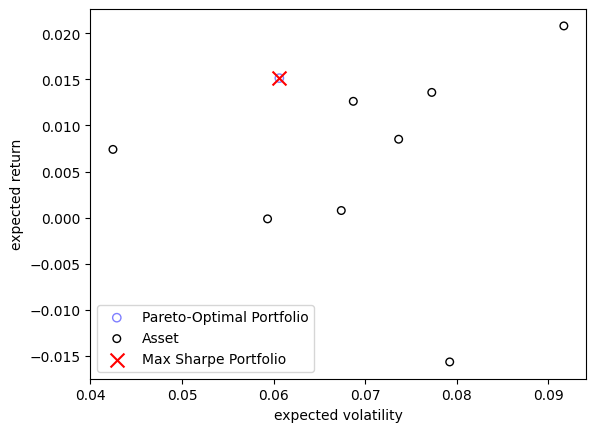 0.020
0.015
0.010
0.005
0.000
−0.005
−0.010
−0.015
expected return
Pareto-Optimal Portfolio
Asset
Max Sharpe Portfolio
0.04 0.05 0.06 0.07 0.08 0.09
expected volatility